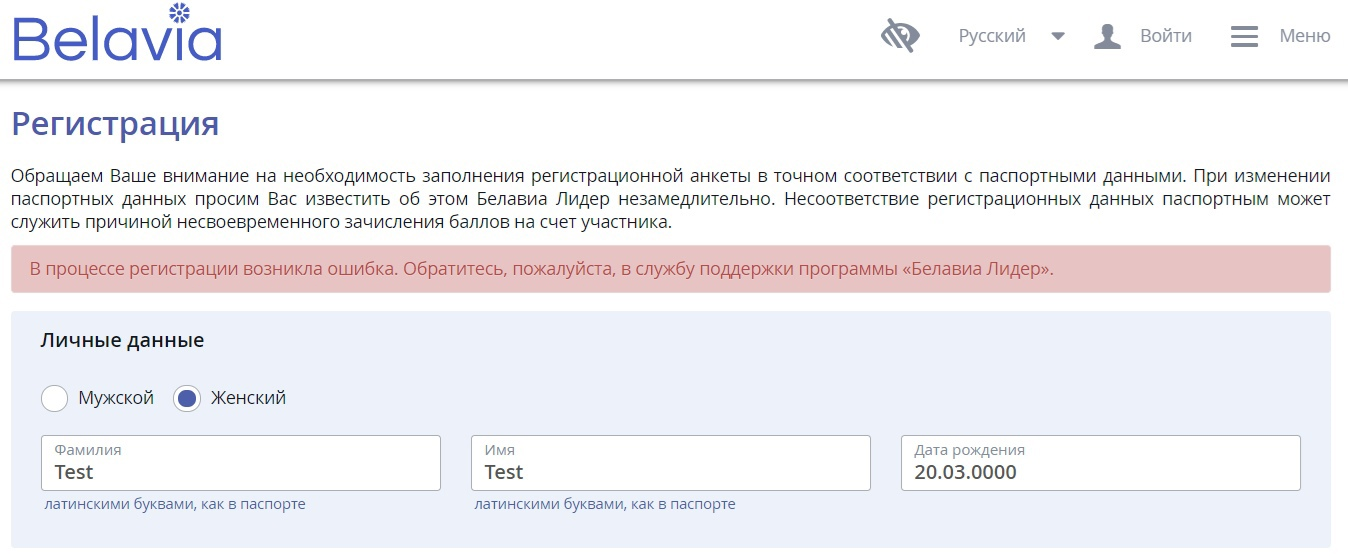 Belavia
Русский
Войти
Меню
Регистрация
Обращаем Ваше внимание на необходимость заполнения регистрационной анкеты в точном соответствии с паспортными данными. При изменении
паспортных данных просим Вас известить об этом Белавиа Лидер незамедлительно. Несоответствие регистрационных данных паспортным может
служить причиной несвоевременного зачисления баллов на счет участника.
В процессе регистрации возникла ошибка. Обратитесь, пожалуйста, в службу поддержки программы «Белавиа Лидер».
Личные данные
Мужской
Женский
Фамилия
Test
латинскими буквами, как в паспорте
Имя
Test
латинскими буквами, как в паспорте
Дата рождения
20.03.0000